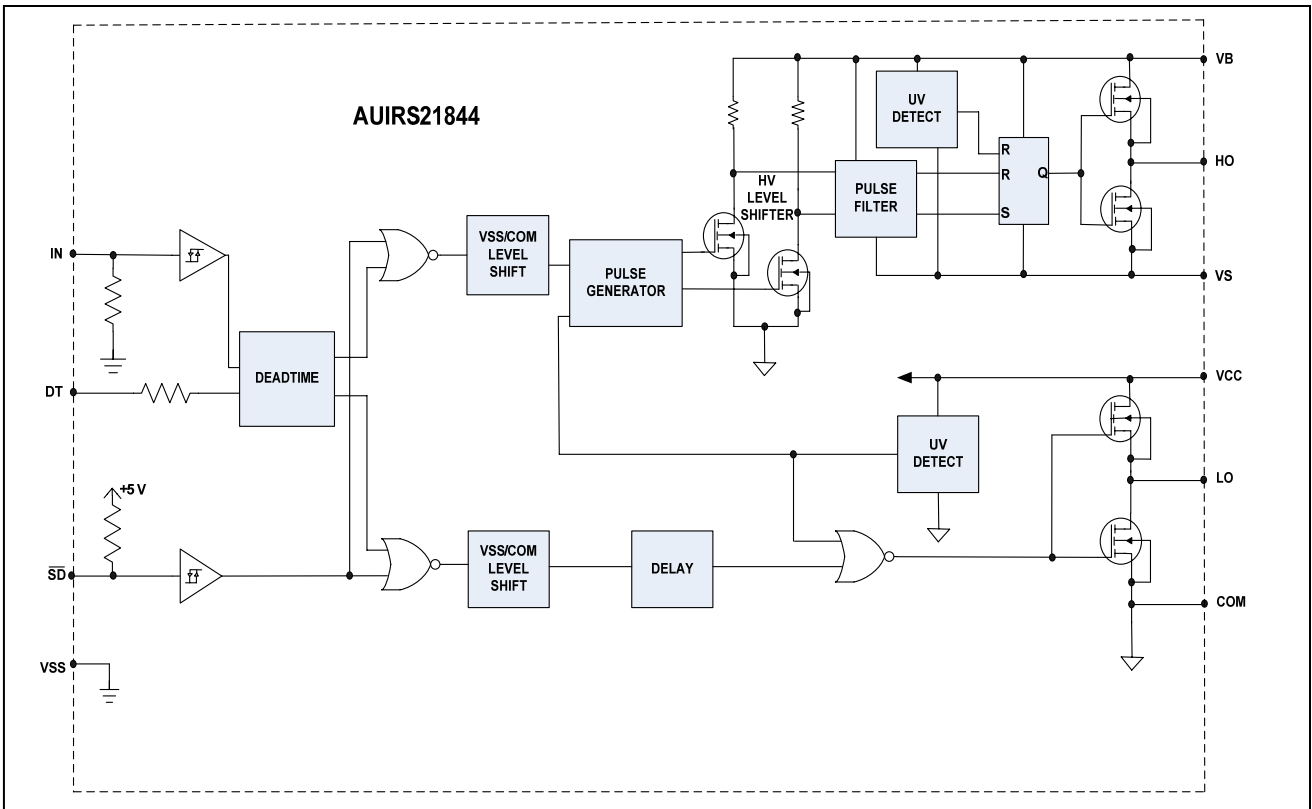 AUIRS21844
VB
UV
DETECT
R
R
S
Q
HO
HV
LEVEL
SHIFTER
PULSE
FILTER
IN
VSS/COM
LEVEL
SHIFT
PULSE
GENERATOR
VS
DEADTIME
DT
VCC
UV
DETECT
LO
+5 V
SD
VSS/COM
LEVEL
SHIFT
DELAY
COM
VSS